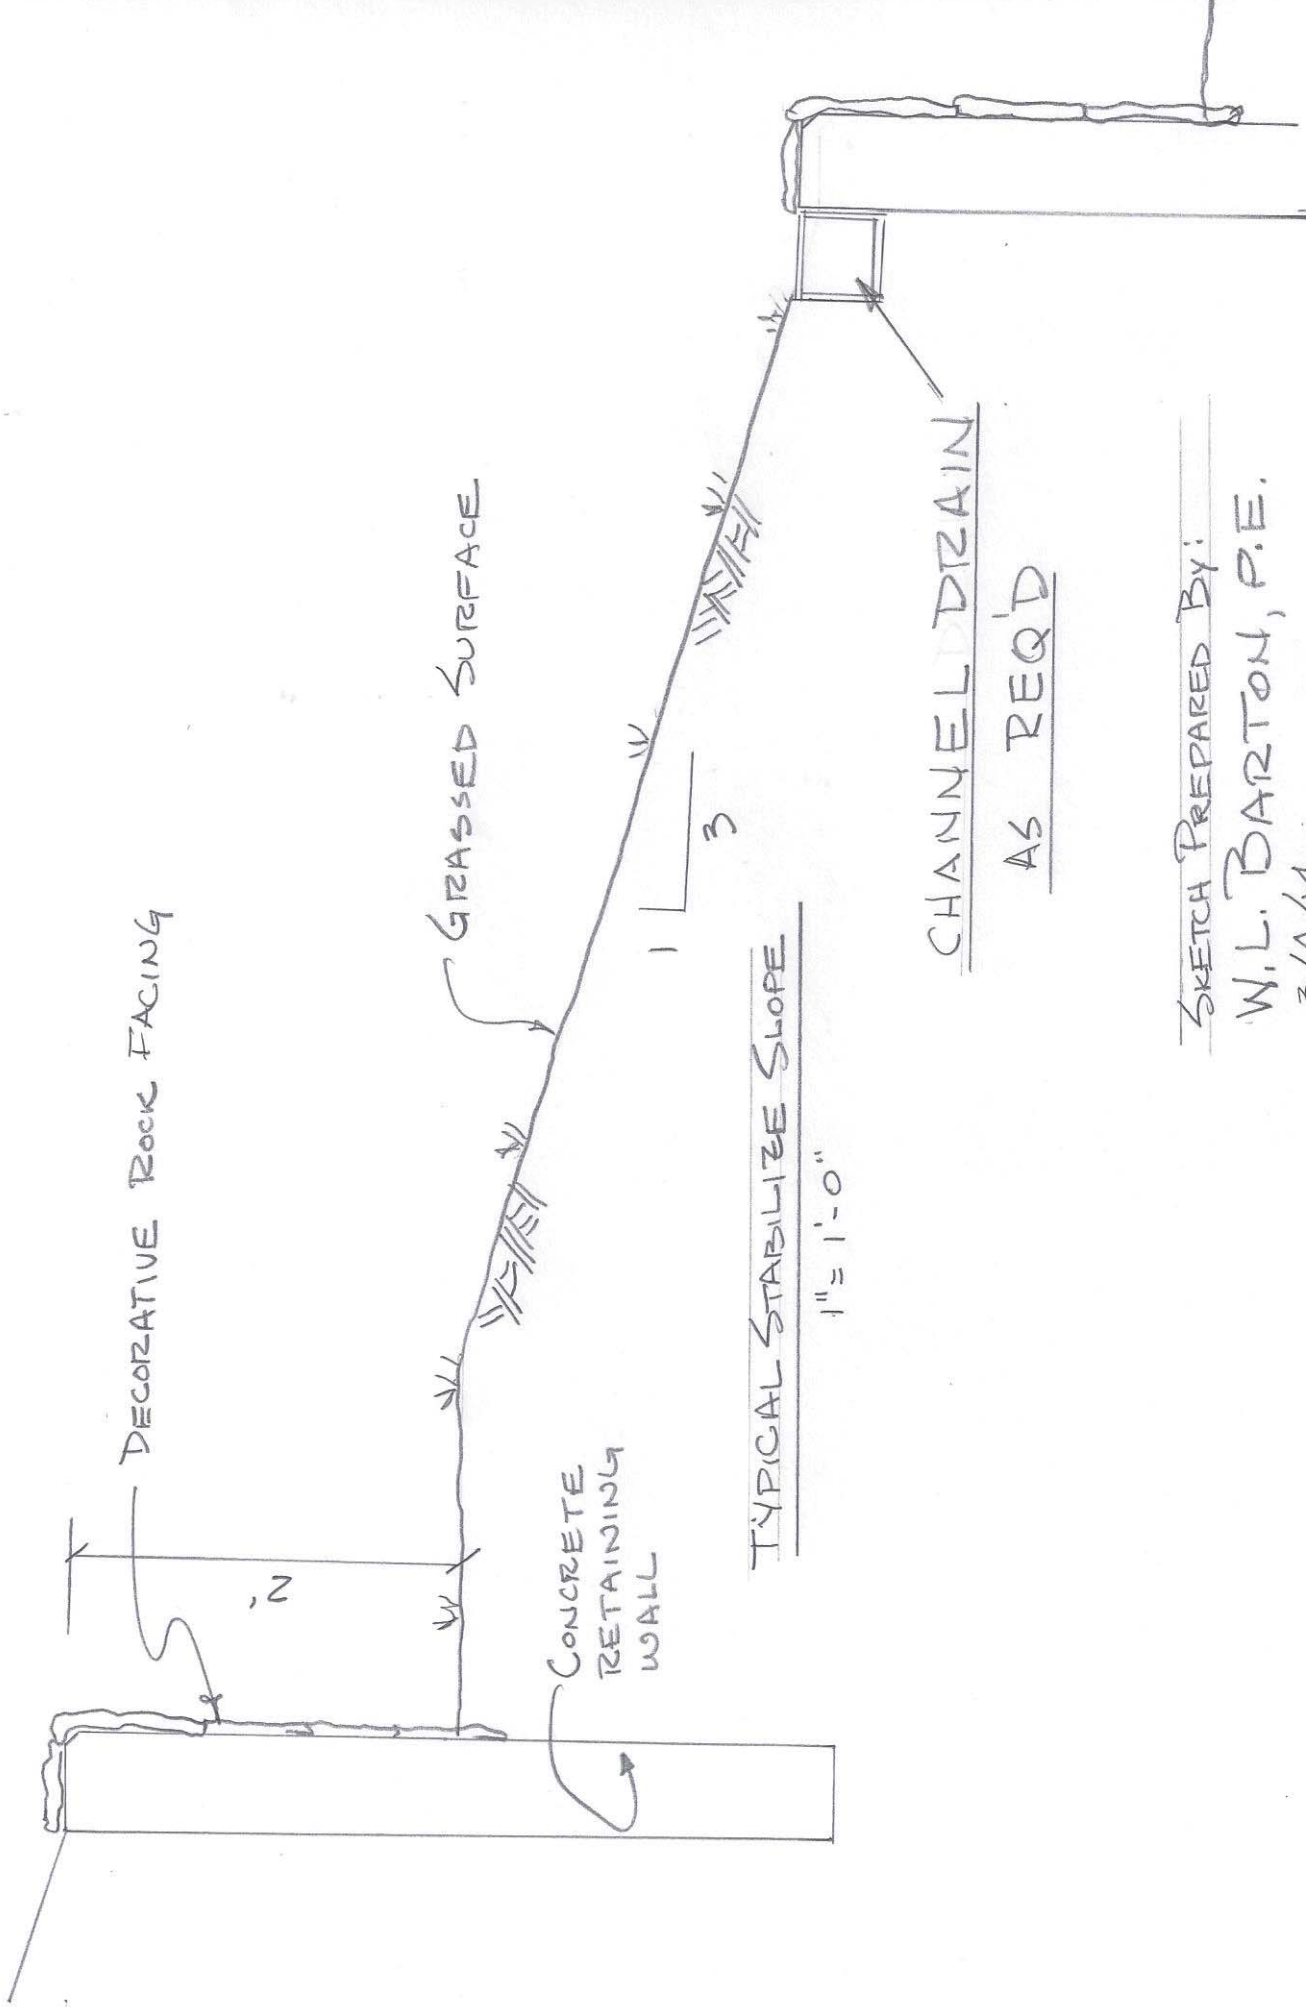 DECORATIVE ROCK FACING
GRASSED SURFACE
2'
1
3
CONCRETE
RETAINING
WALL
TYPICAL STABILIZE SLOPE
1" = 1'-0"
CHANNEL DRAIN
AS REQ'D
SKETCH PREPARED BY:
W.L. BARTON, P.E.